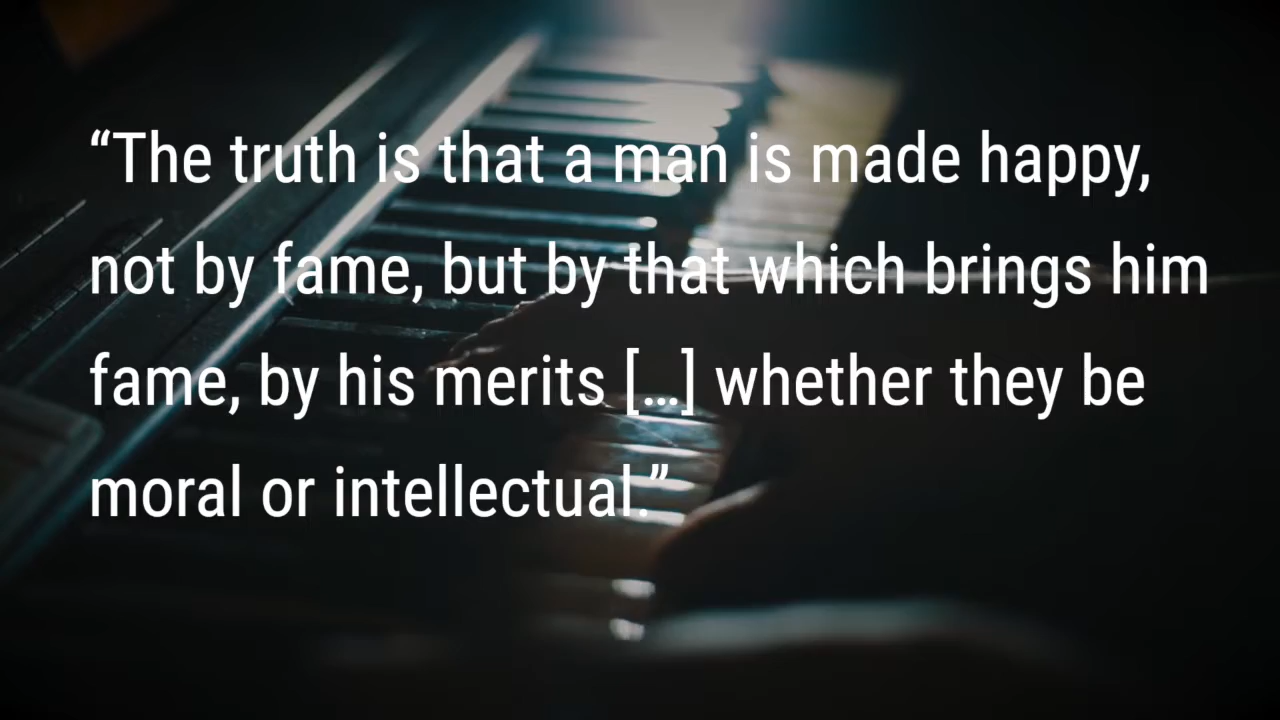 “The truth is that a man is made happy,
not by fame, but by that which brings him
fame, by his merits […] whether they be
moral or intellectual.”